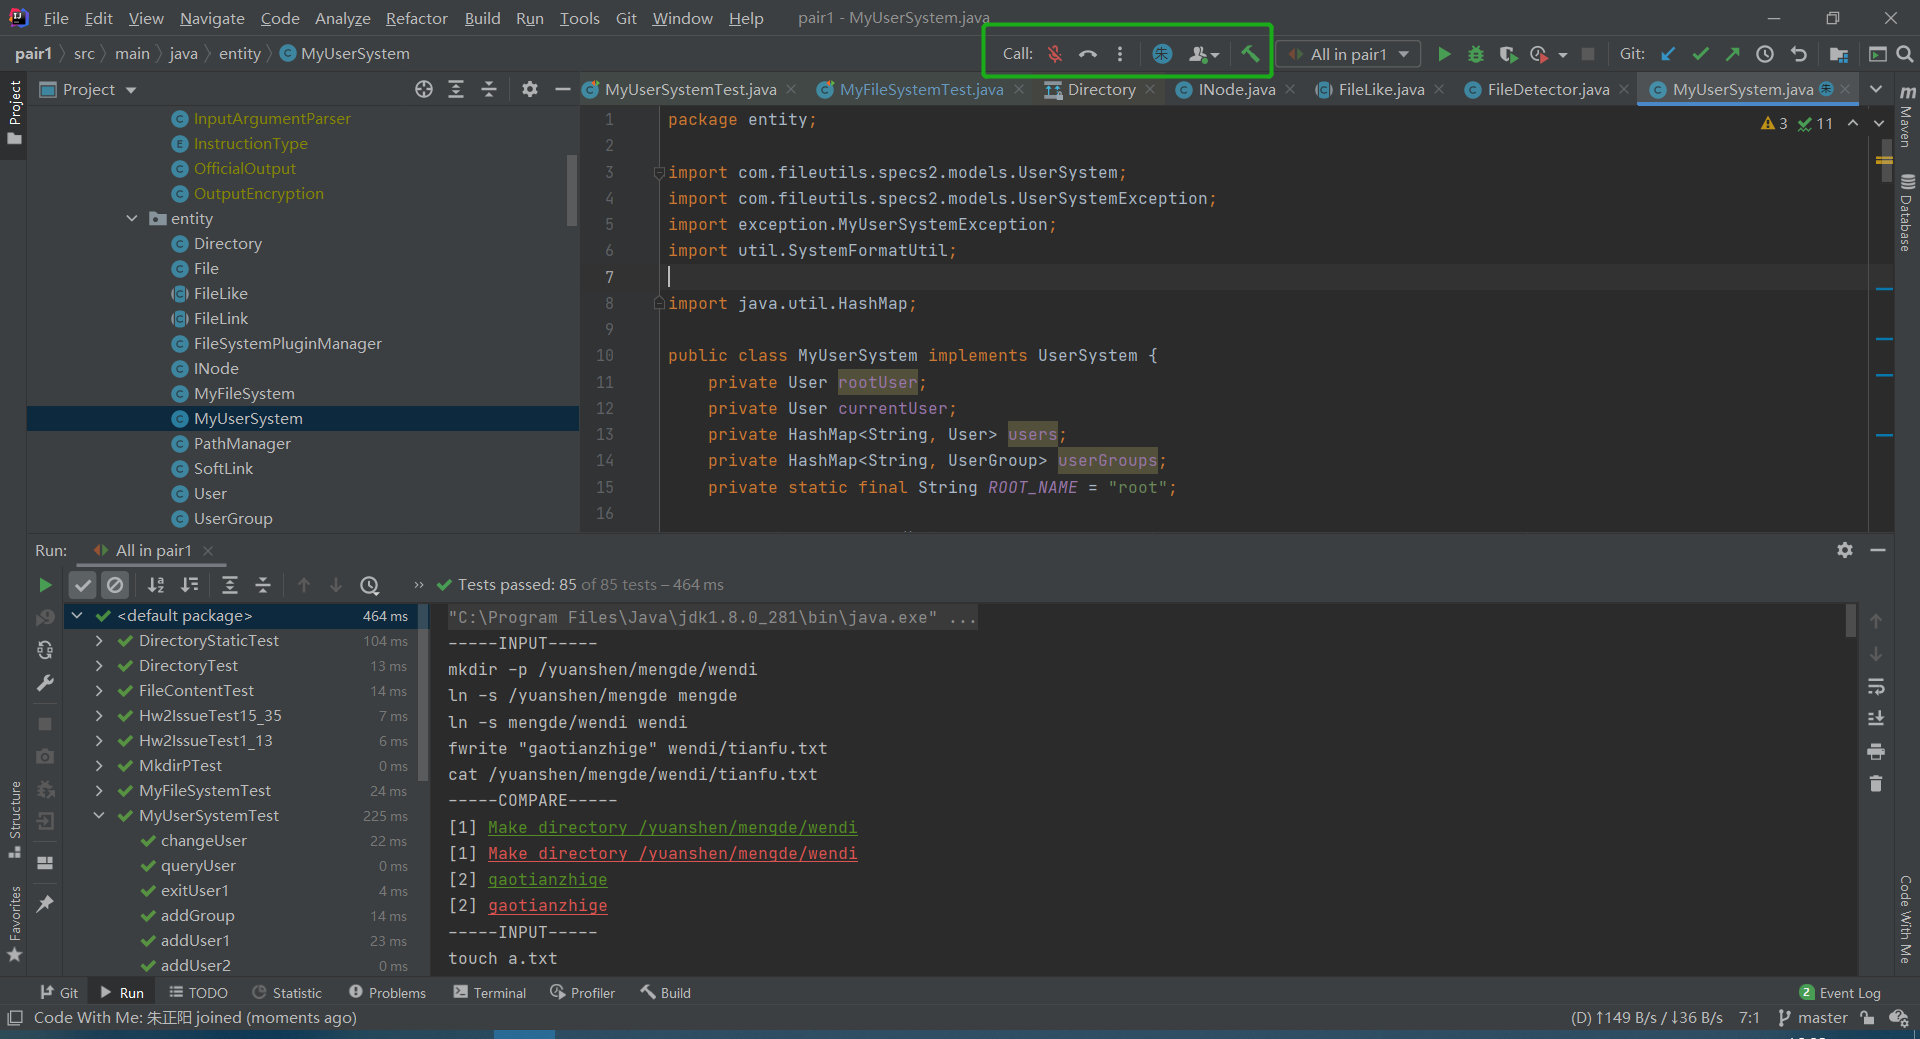 File Edit View Navigate Code Analyze Refactor Build Run Tools Git Window Help pair1 - MyUserSystem.java
pair1 src main java entity MyUserSystem
Call: 朱 All in pair1 Git:
Project
Project
MyUserSystemTest.java MyFileSystemTest.java Directory INode.java FileLike.java FileDetector.java MyUserSystem.java 朱
3 11
Maven
Database
InputArgumentParser
InstructionType
OfficialOutput
OutputEncryption
entity
Directory
File
FileLike
FileLink
FileSystemPluginManager
INode
MyFileSystem
MyUserSystem
PathManager
SoftLink
User
UserGroup
1 package entity;
2
3 import com.fileutils.specs2.models.UserSystem;
4 import com.fileutils.specs2.models.UserSystemException;
5 import exception.MyUserSystemException;
6 import util.SystemFormatUtil;
7
8 import java.util.HashMap;
9
10 public class MyUserSystem implements UserSystem {
11 private User rootUser;
12 private User currentUser;
13 private HashMap<String, User> users;
14 private HashMap<String, UserGroup> userGroups;
15 private static final String ROOT_NAME = "root";
16
Run: All in pair1
Tests passed: 85 of 85 tests – 464 ms
<default package> 464 ms
DirectoryStaticTest 104 ms
DirectoryTest 13 ms
FileContentTest 14 ms
Hw2IssueTest15_35 7 ms
Hw2IssueTest1_13 6 ms
MkdirPTest 0 ms
MyFileSystemTest 24 ms
MyUserSystemTest 225 ms
changeUser 22 ms
queryUser 0 ms
exitUser1 4 ms
addGroup 14 ms
addUser1 23 ms
addUser2 0 ms
"C:\Program Files\Java\jdk1.8.0_281\bin\java.exe" ...
-----INPUT-----
mkdir -p /yuanshen/mengde/wendi
ln -s /yuanshen/mengde mengde
ln -s mengde/wendi wendi
fwrite "gaotianzhige" wendi/tianfu.txt
cat /yuanshen/mengde/wendi/tianfu.txt
-----COMPARE-----
[1] Make directory /yuanshen/mengde/wendi
[1] Make directory /yuanshen/mengde/wendi
[2] gaotianzhige
[2] gaotianzhige
-----INPUT-----
touch a.txt
Structure
Favorites
Code With Me
Git Run TODO Statistic Problems Terminal Profiler Build 2 Event Log
Code With Me: 朱正阳 joined (moments ago) (D) ↑149 B/s / ↓36 B/s 7:1 master